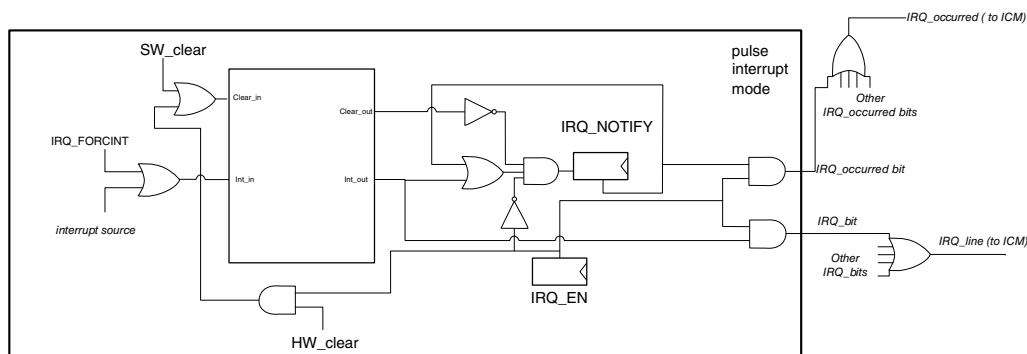 IRQ_occurred ( to ICM)
pulse
interrupt
mode
SW_clear
Other
IRQ_occurred bits
Clear_in
Clear_out
IRQ_NOTIFY
IRQ_FORCINT
IRQ_occurred bit
Int_in
Int_out
interrupt source
IRQ_bit
IRQ_line (to ICM)
Other
IRQ_bits
IRQ_EN
HW_clear